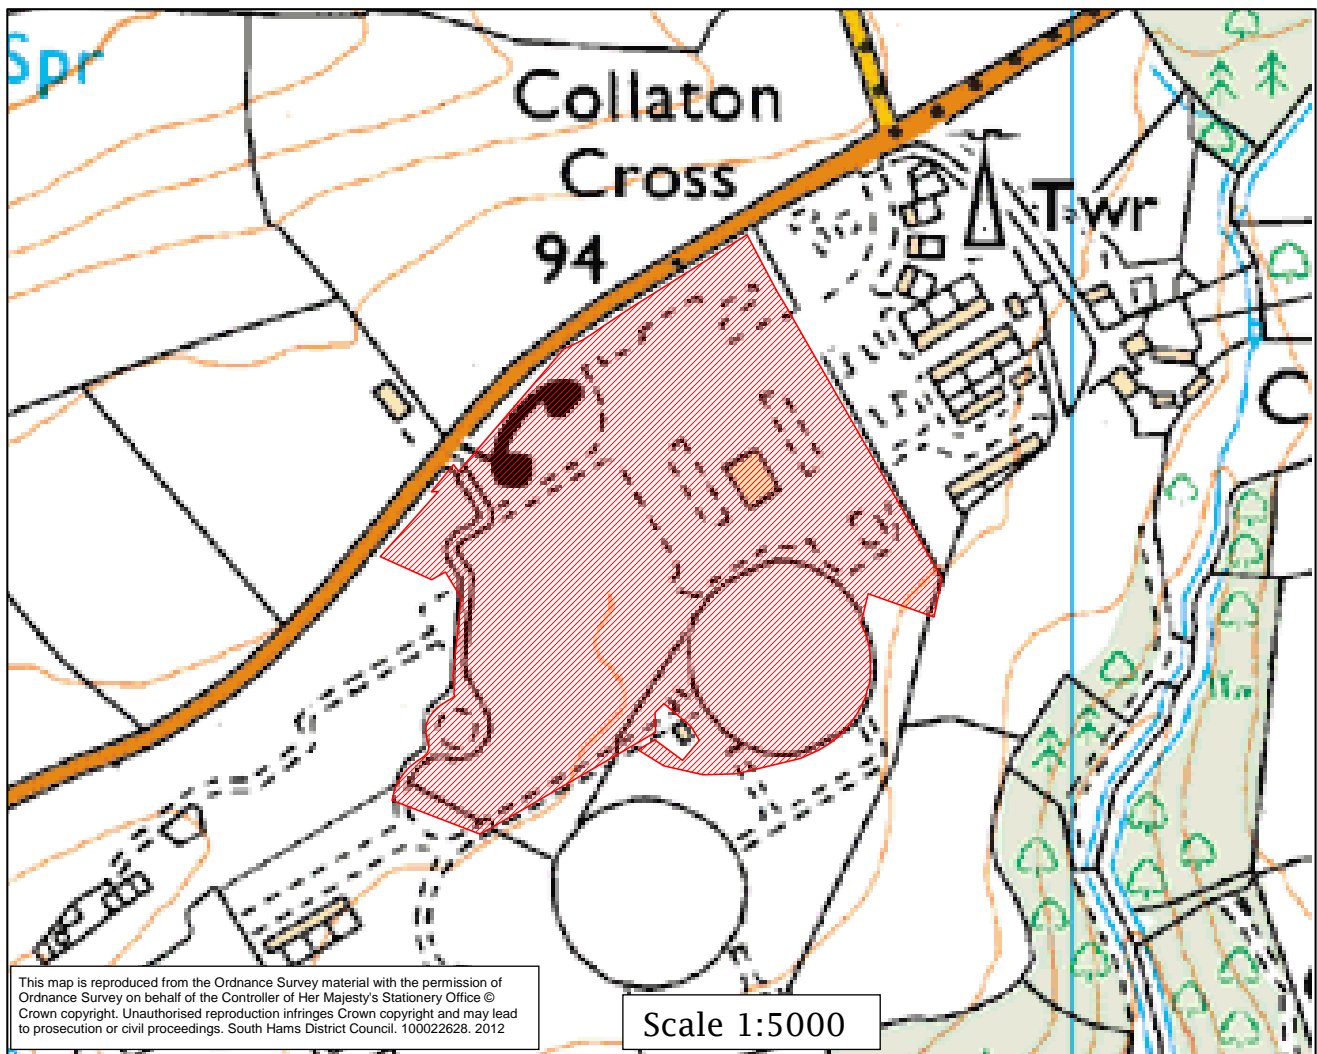 Spr
Collaton
Cross
94
Twr
C
This map is reproduced from the Ordnance Survey material with the permission of
Ordnance Survey on behalf of the Controller of Her Majesty's Stationery Office ©
Crown copyright. Unauthorised reproduction infringes Crown copyright and may lead
to prosecution or civil proceedings. South Hams District Council. 100022628. 2012
Scale 1:5000